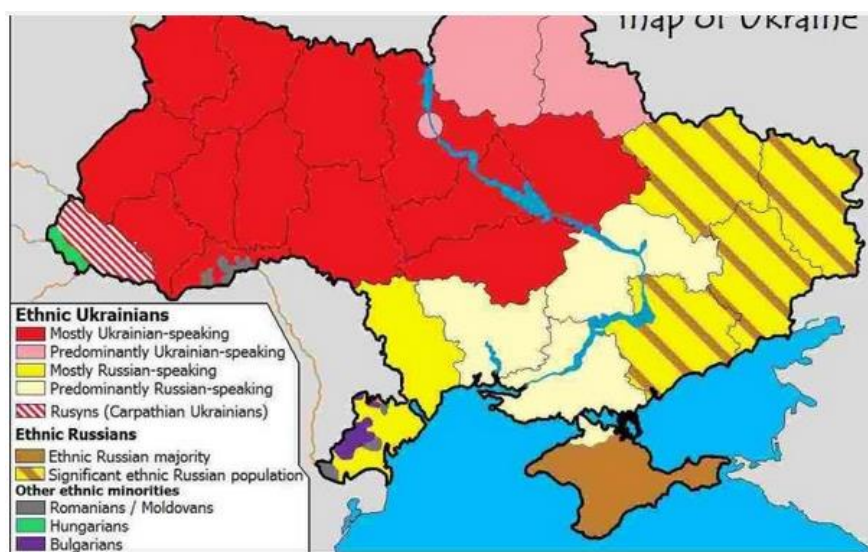 map of Ukraine
Ethnic Ukrainians
Mostly Ukrainian-speaking
Predominantly Ukrainian-speaking
Mostly Russian-speaking
Predominantly Russian-speaking
Rusyns (Carpathian Ukrainians)
Ethnic Russians
Ethnic Russian majority
Significant ethnic Russian population
Other ethnic minorities
Romanians / Moldovans
Hungarians
Bulgarians